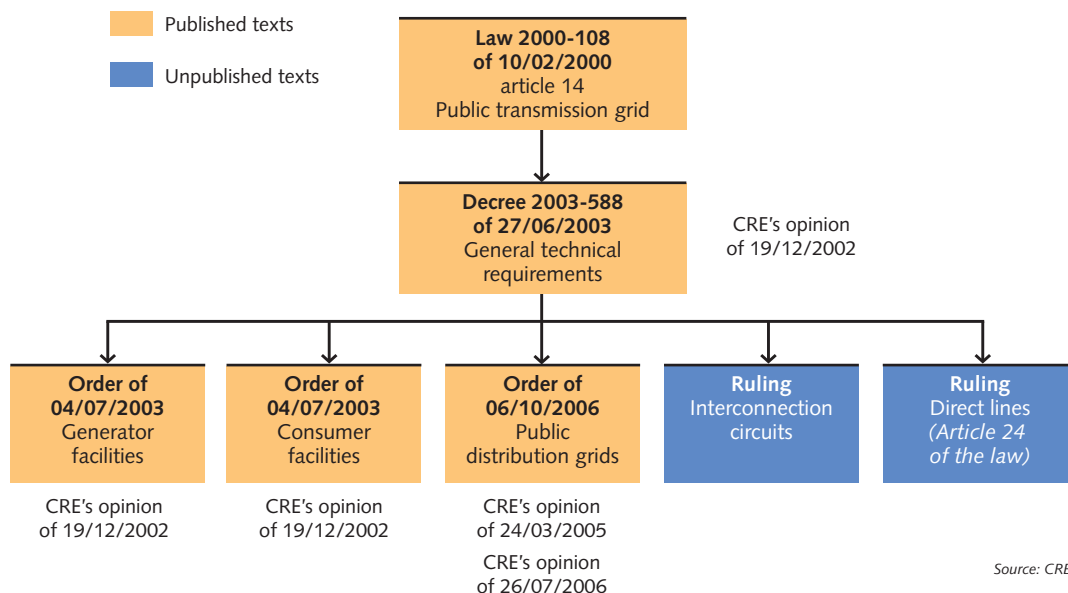 Published texts
Unpublished texts
Law 2000-108
of 10/02/2000
article 14
Public transmission grid
Decree 2003-588
of 27/06/2003
General technical
requirements
CRE's opinion
of 19/12/2002
Order of
04/07/2003
Generator
facilities
CRE's opinion
of 19/12/2002
Order of
04/07/2003
Consumer
facilities
CRE's opinion
of 19/12/2002
Order of
06/10/2006
Public
distribution grids
CRE's opinion
of 24/03/2005
CRE's opinion
of 26/07/2006
Ruling
Interconnection
circuits
Ruling
Direct lines
(Article 24
of the law)
Source: CRE